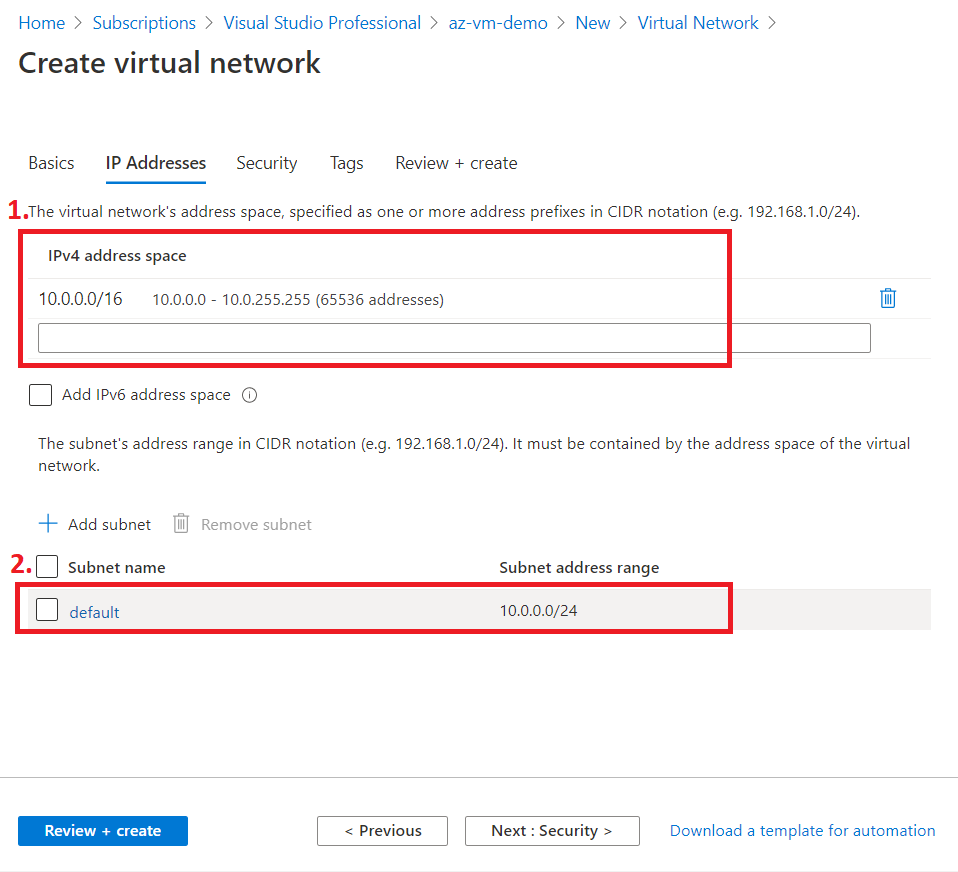 Home > Subscriptions > Visual Studio Professional > az-vm-demo > New > Virtual Network >
Create virtual network
Basics IP Addresses Security Tags Review + create
1. The virtual network's address space, specified as one or more address prefixes in CIDR notation (e.g. 192.168.1.0/24).
IPv4 address space
10.0.0.0/16 10.0.0.0 - 10.0.255.255 (65536 addresses)
Add IPv6 address space
The subnet's address range in CIDR notation (e.g. 192.168.1.0/24). It must be contained by the address space of the virtual
network.
+ Add subnet Remove subnet
2. Subnet name Subnet address range
default 10.0.0.0/24
Review + create < Previous Next : Security > Download a template for automation